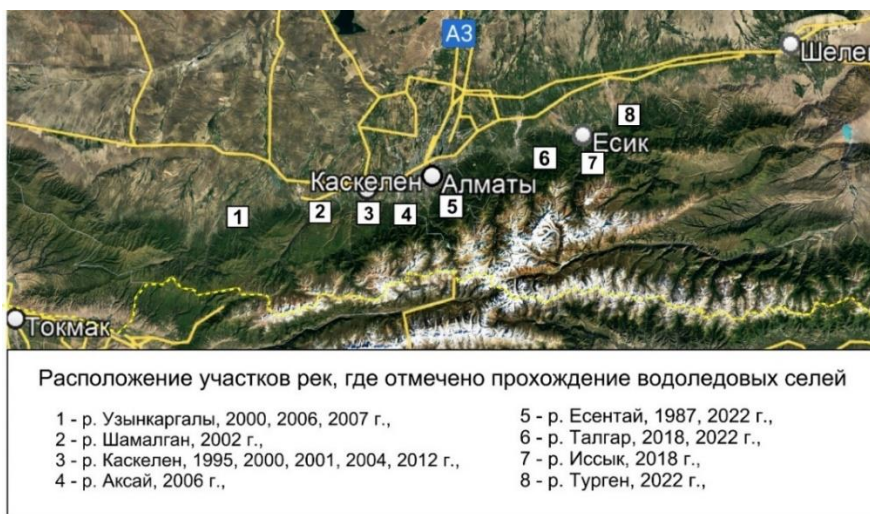 А3
Шелек
8
Есик
6
7
Каскелен
Алматы
1
2
3
4
5
Токмак
Расположение участков рек, где отмечено прохождение водоледовых селей
1 - р. Узынкаргалы, 2000, 2006, 2007 г.,
2 - р. Шамалган, 2002 г.,
3 - р. Каскелен, 1995, 2000, 2001, 2004, 2012 г.,
4 - р. Аксай, 2006 г.,
5 - р. Есентай, 1987, 2022 г.,
6 - р. Талгар, 2018, 2022 г.,
7 - р. Иссык, 2018 г.,
8 - р. Турген, 2022 г.,